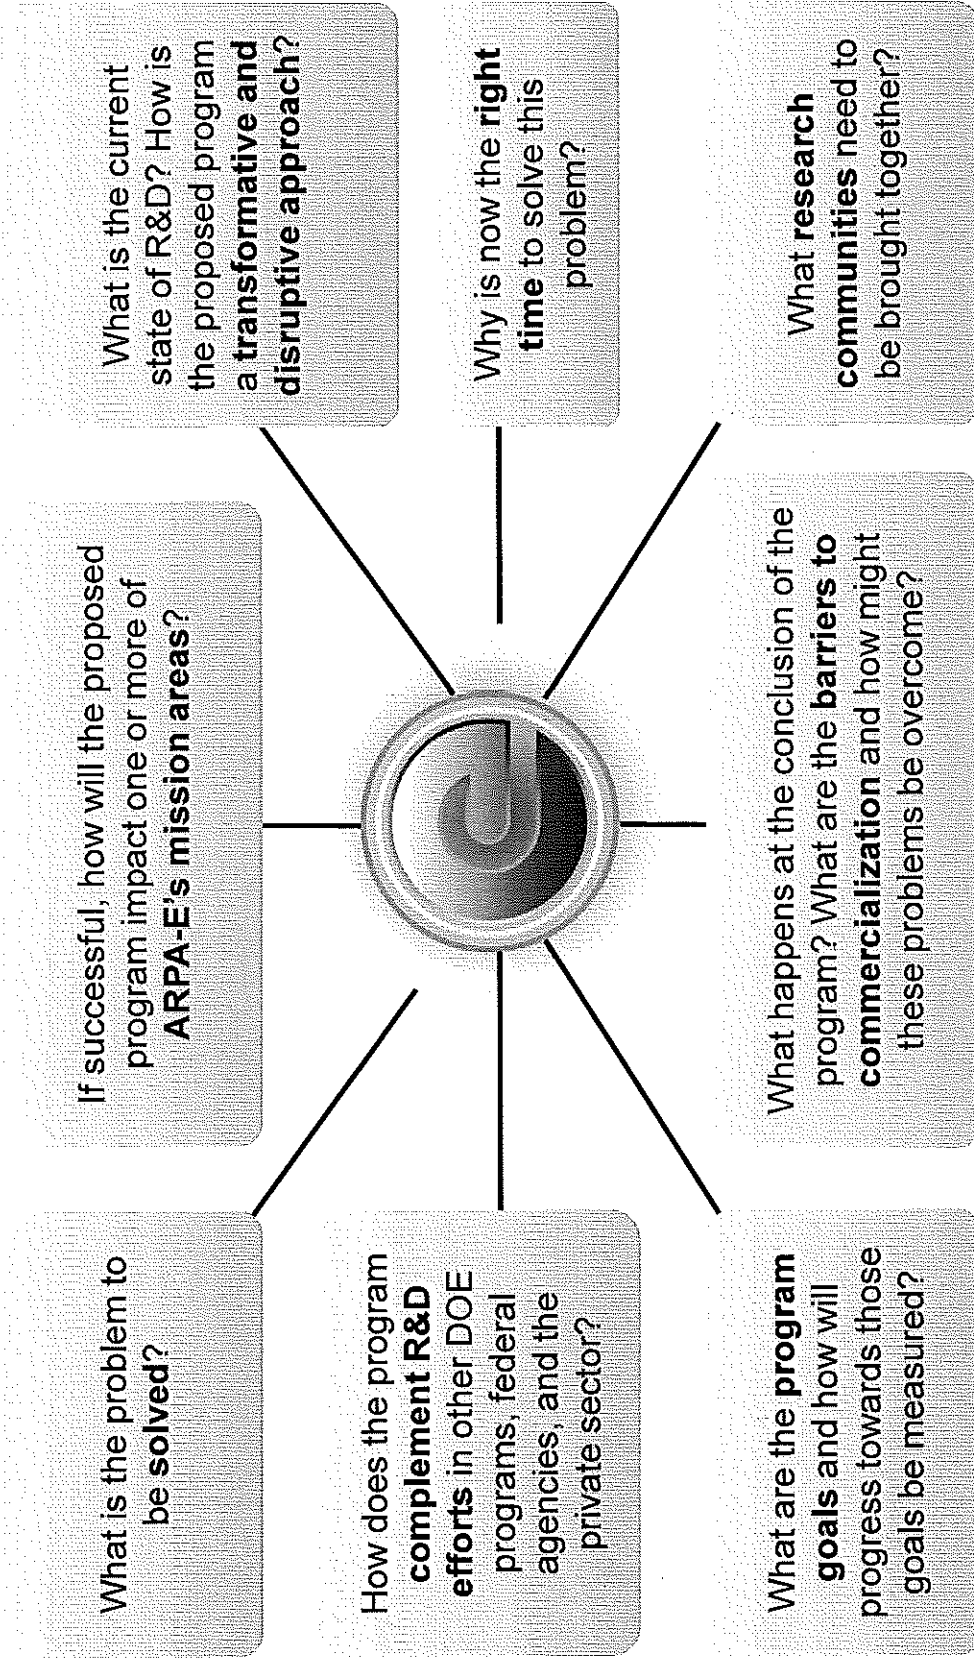 What is the problem to
be solved?
If successful, how will the proposed
program impact one or more of
ARPA-E's mission areas?
What is the current
state of R&D? How is
the proposed program
a transformative and
disruptive approach?
How does the program
complement R&D
efforts in other DOE
programs, federal
agencies, and the
private sector?
Why is now the right
time to solve this
problem?
What are the program
goals and how will
progress towards those
goals be measured?
What happens at the conclusion of the
program? What are the barriers to
commercialization and how might
these problems be overcome?
What research
communities need to
be brought together?